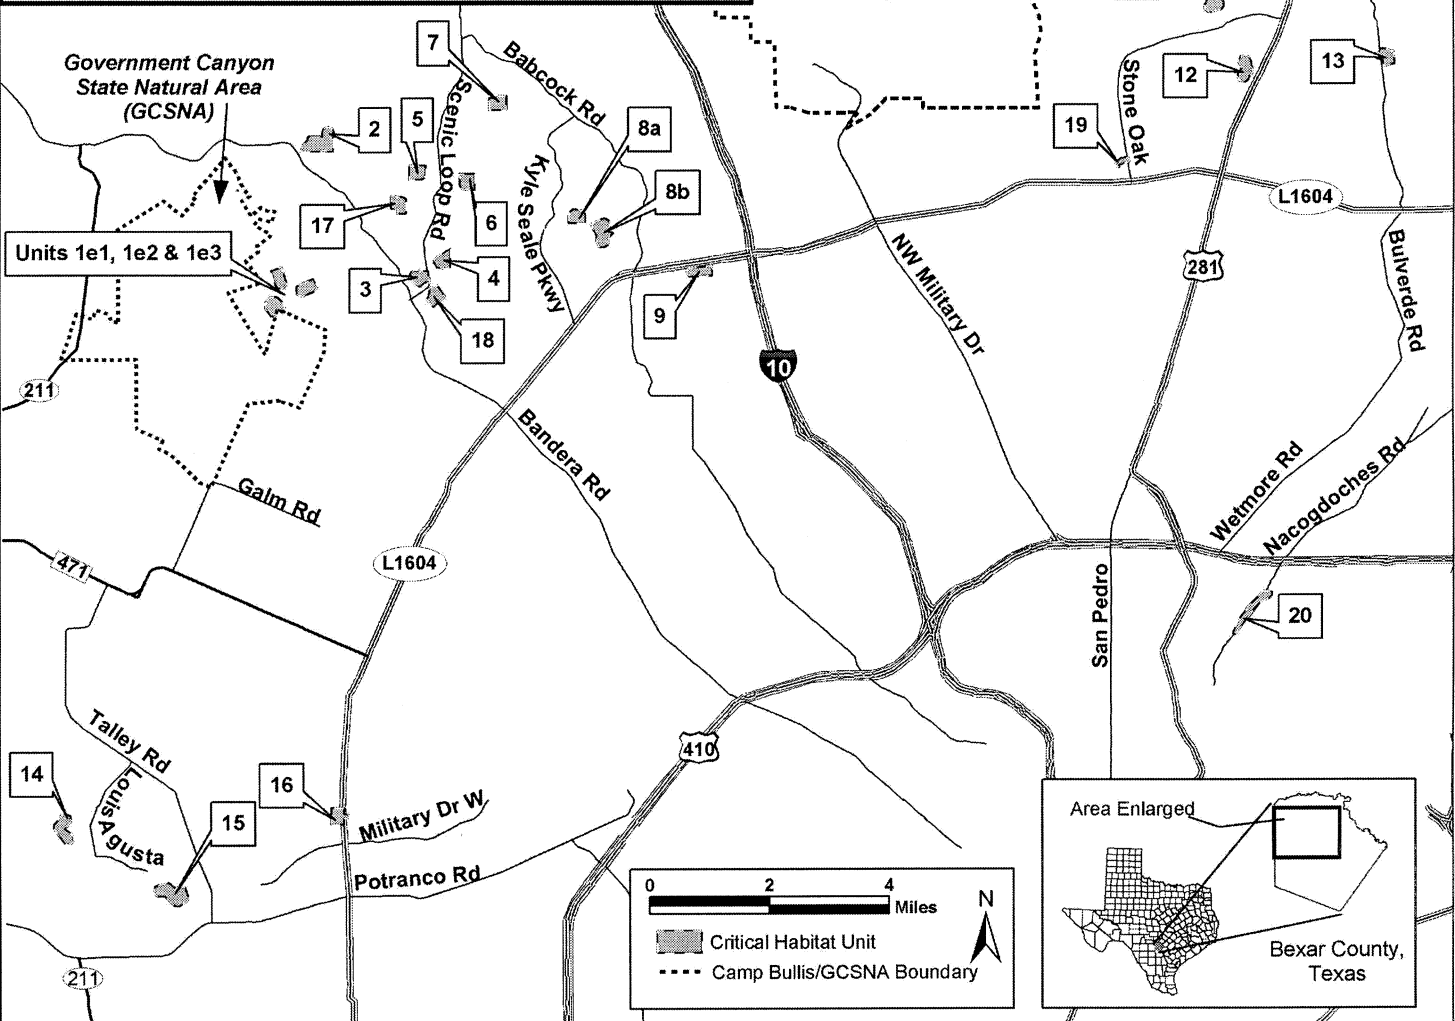 Government Canyon
State Natural Area
(GCSNA)
7
Babcock Rd
Scenic Loop Rd
2
5
8a
Kyle Seale Pkwy
8b
17
6
Units 1e1, 1e2 & 1e3
3
4
18
9
Stone Oak
12
13
19
L1604
NW Military Dr
281
Bulverde Rd
10
211
Bandera Rd
Galm Rd
471
L1604
Wetmore Rd
Nacogdoches Rd
San Pedro
20
Talley Rd
14
Louis Agusta
16
15
Military Dr W
Potranco Rd
410
211
0 2 4
Miles
N
Critical Habitat Unit
Camp Bullis/GCSNA Boundary
Area Enlarged
Bexar County,
Texas